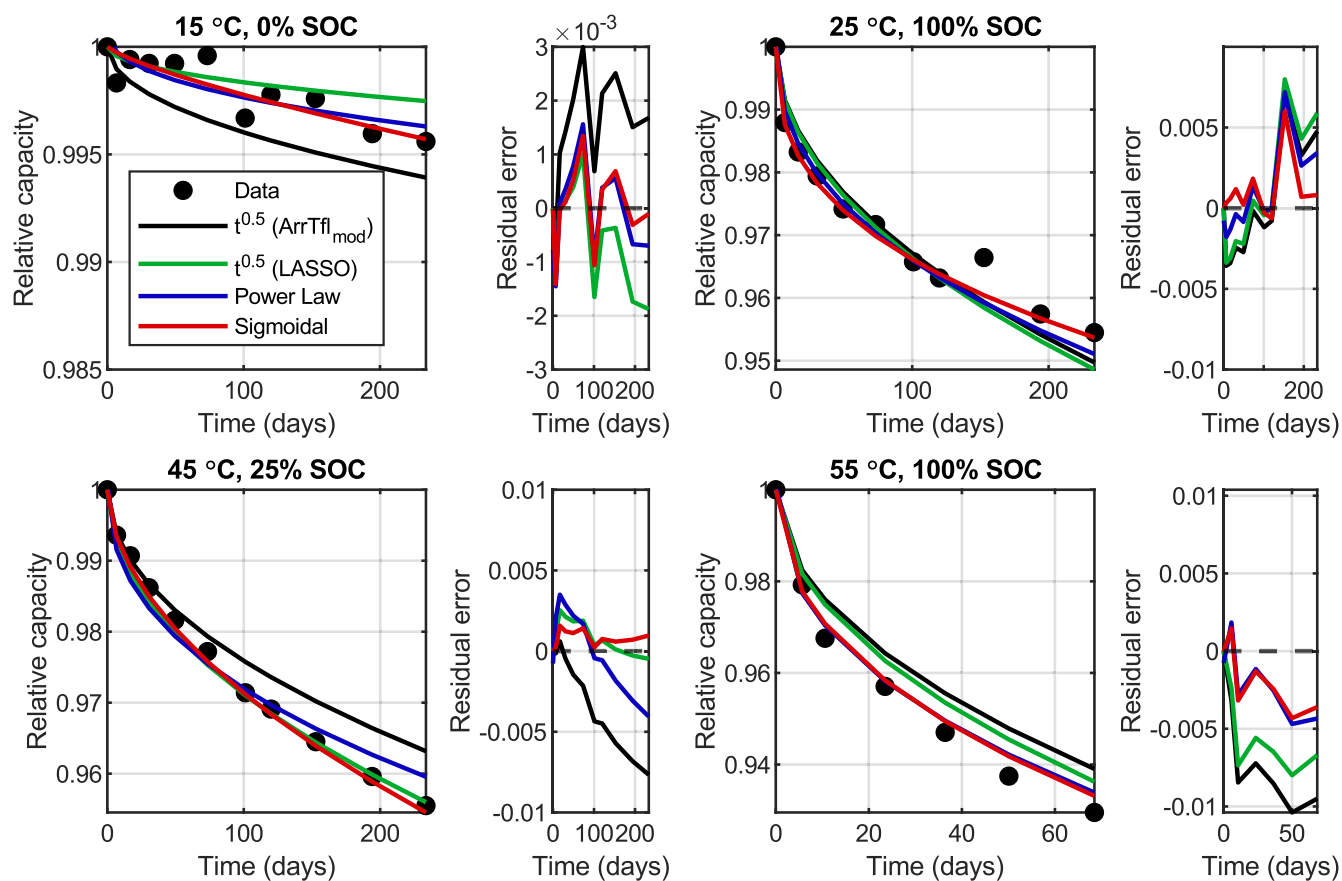 15 °C, 0% SOC
1
0.995
0.99
0.985
0
100
200
Relative capacity
Time (days)
Data
t^0.5 (ArrTfl_mod)
t^0.5 (LASSO)
Power Law
Sigmoidal
×10^-3
3
2
1
0
-1
-2
-3
0
100
200
Residual error
Time (days)
25 °C, 100% SOC
1
0.99
0.98
0.97
0.96
0.95
0
100
200
Relative capacity
Time (days)
0.005
0
-0.005
-0.01
0
100
200
Residual error
Time (days)
45 °C, 25% SOC
1
0.99
0.98
0.97
0.96
0
100
200
Relative capacity
Time (days)
0.01
0.005
0
-0.005
-0.01
0
100
200
Residual error
Time (days)
55 °C, 100% SOC
1
0.98
0.96
0.94
0
20
40
60
Relative capacity
Time (days)
0.01
0.005
0
-0.005
-0.01
0
50
Residual error
Time (days)